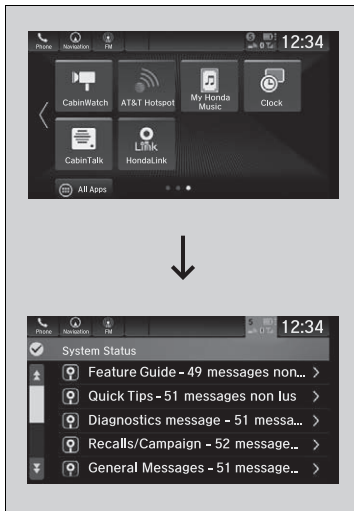 Phone Navigation FM 12:34
CabinWatch AT&T Hotspot My Honda Music Clock
CabinTalk HondaLink
All Apps
Phone Navigation FM 12:34
System Status
Feature Guide – 49 messages non...
Quick Tips – 51 messages non lus
Diagnostics message – 51 messa...
Recalls/Campaign – 52 message...
General Messages – 51 message...